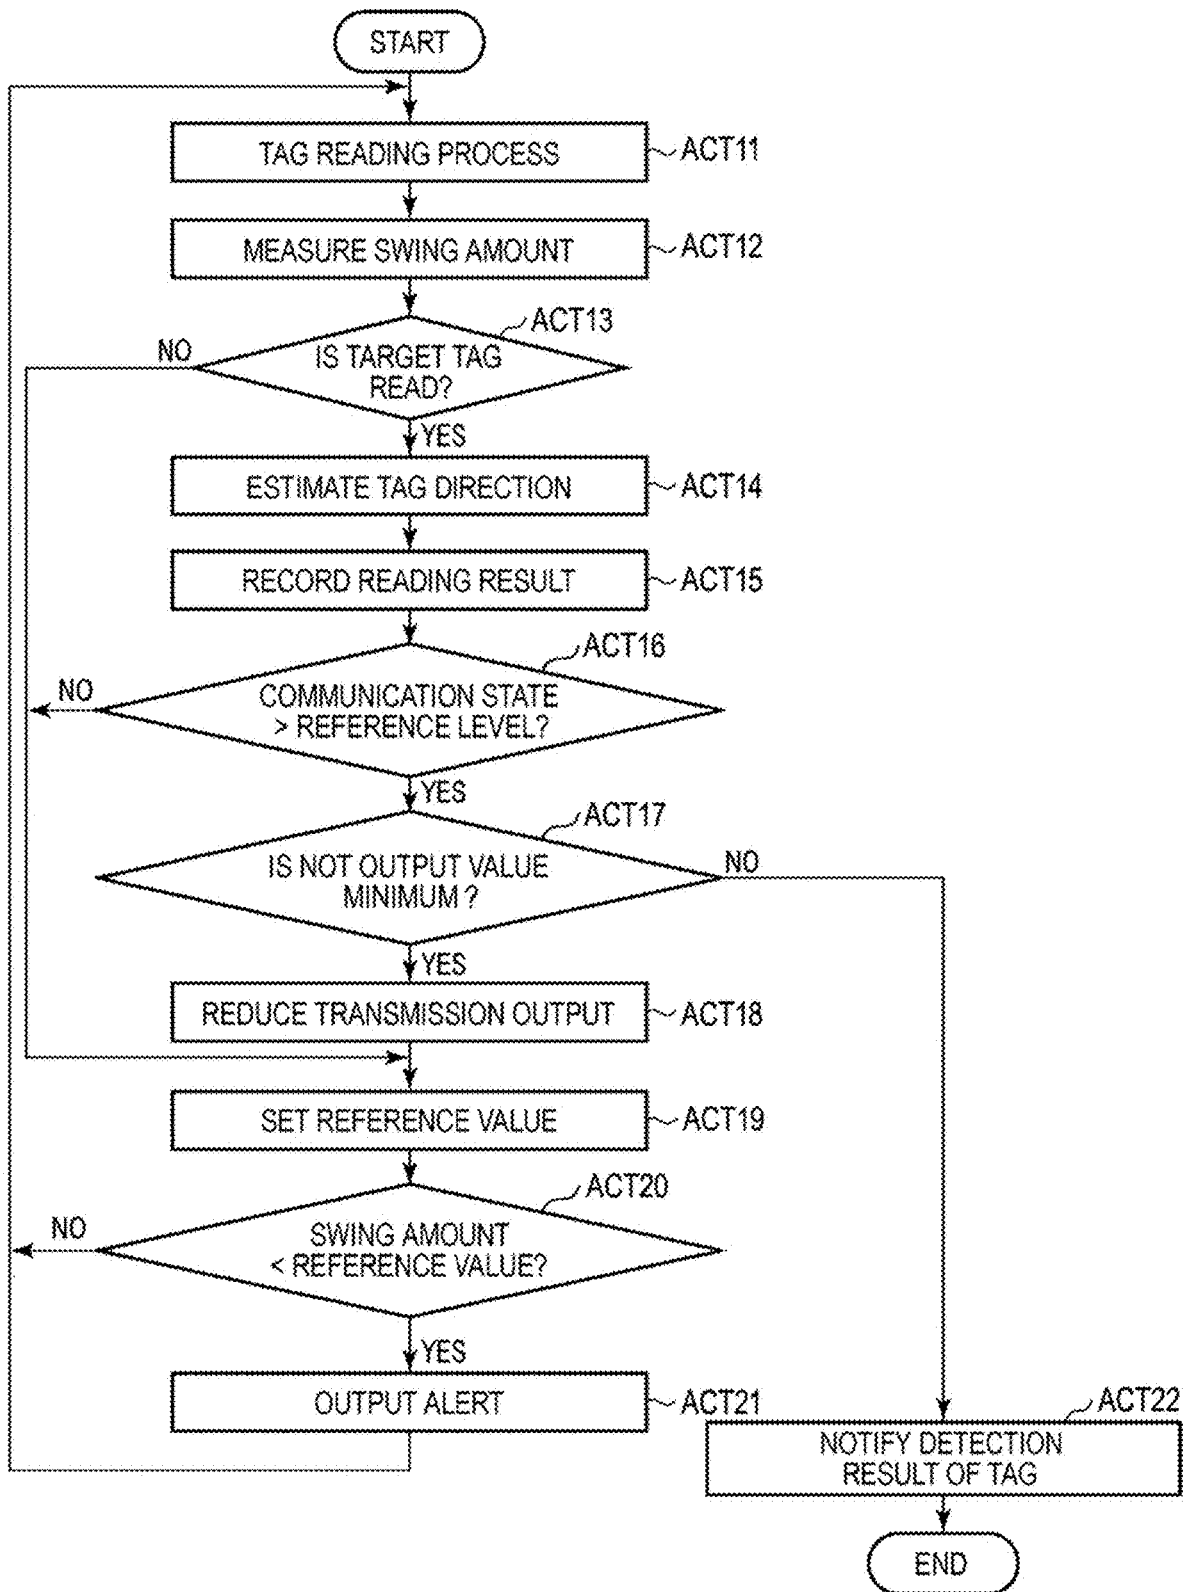 START
TAG READING PROCESS
ACT11
MEASURE SWING AMOUNT
ACT12
ACT13
NO
IS TARGET TAG
READ?
YES
ESTIMATE TAG DIRECTION
ACT14
RECORD READING RESULT
ACT15
ACT16
NO
COMMUNICATION STATE
> REFERENCE LEVEL?
YES
ACT17
IS NOT OUTPUT VALUE
MINIMUM ?
NO
YES
REDUCE TRANSMISSION OUTPUT
ACT18
SET REFERENCE VALUE
ACT19
ACT20
NO
SWING AMOUNT
< REFERENCE VALUE?
YES
OUTPUT ALERT
ACT21
ACT22
NOTIFY DETECTION
RESULT OF TAG
END